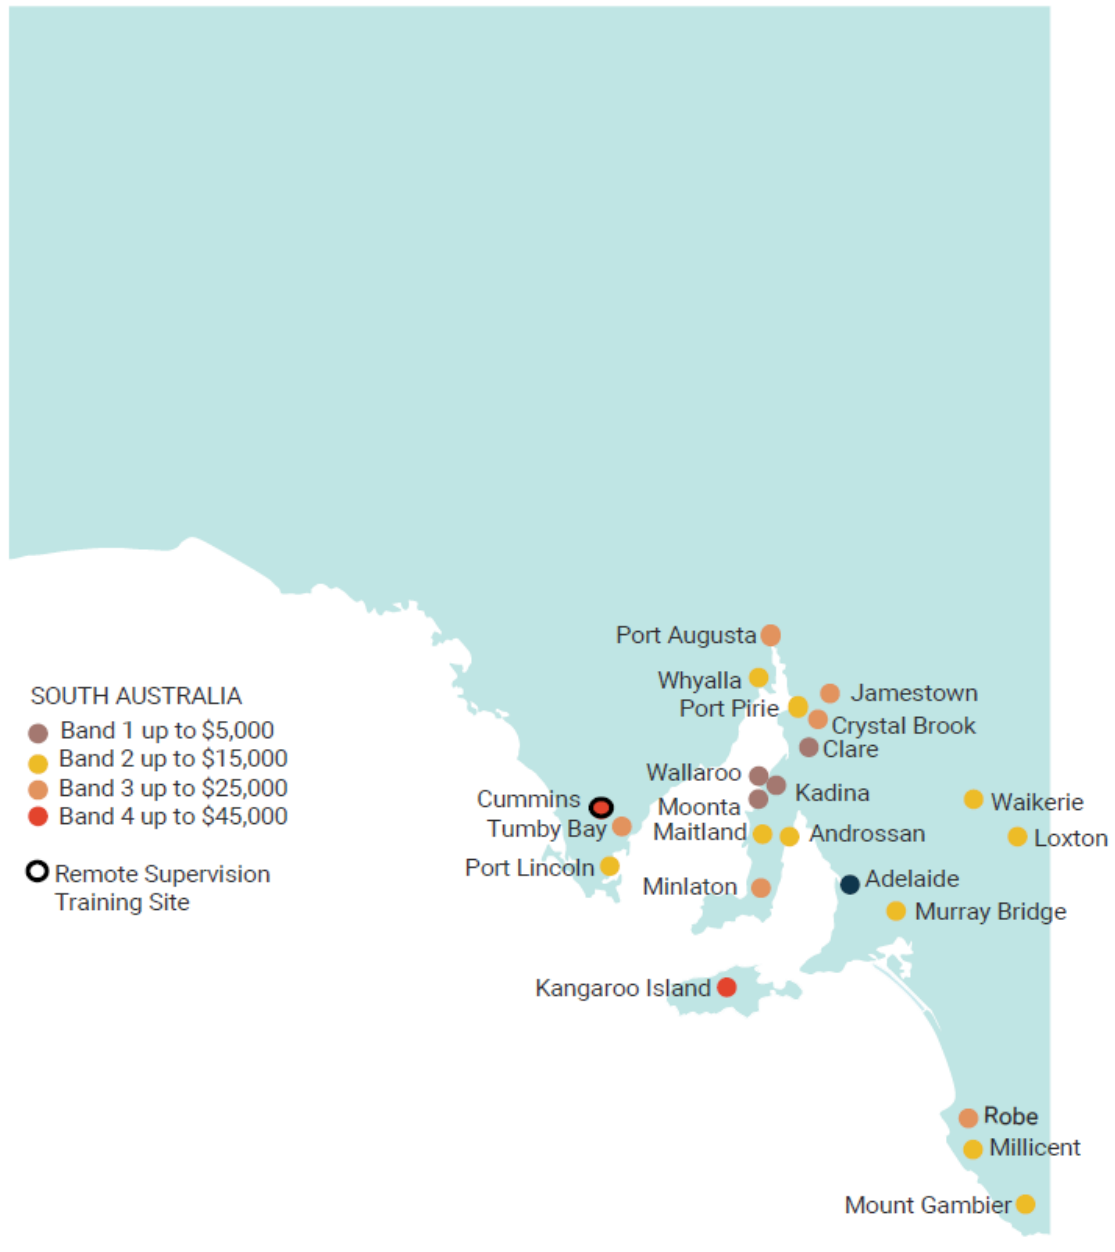 Port Augusta
Whyalla
Jamestown
Port Pirie
Crystal Brook
Clare
SOUTH AUSTRALIA
Band 1 up to $5,000
Band 2 up to $15,000
Band 3 up to $25,000
Band 4 up to $45,000
Remote Supervision
Training Site
Wallaroo
Kadina
Cummins
Moonta
Waikerie
Tumby Bay
Maitland
Androssan
Loxton
Port Lincoln
Minlaton
Adelaide
Murray Bridge
Kangaroo Island
Robe
Millicent
Mount Gambier